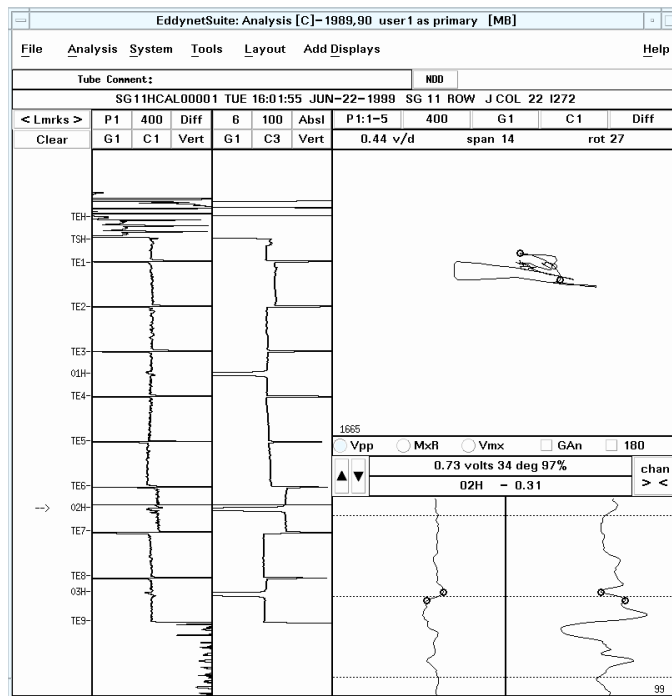 EddynetSuite: Analysis [C]-1989,90 user1 as primary [MB]
File Analysis System Tools Layout Add Displays Help
Tube Comment: NDD
SG11HCAL00001 TUE 16:01:55 JUN-22-1999 SG 11 ROW J COL 22 I272
< Lmrks > P1 400 Diff 6 100 Absl P1:1-5 400 G1 C1 Diff
Clear G1 C1 Vert G1 C3 Vert 0.44 v/d span 14 rot 27
TEH
TSH
TE1
TE2
TE3
01H
TE4
1665
Vpp MxR Vmx GAn 180
TE5
0.73 volts 34 deg 97% chan
02H - 0.31 > <
TE6
--> 02H
TE7
TE8
03H
TE9
99